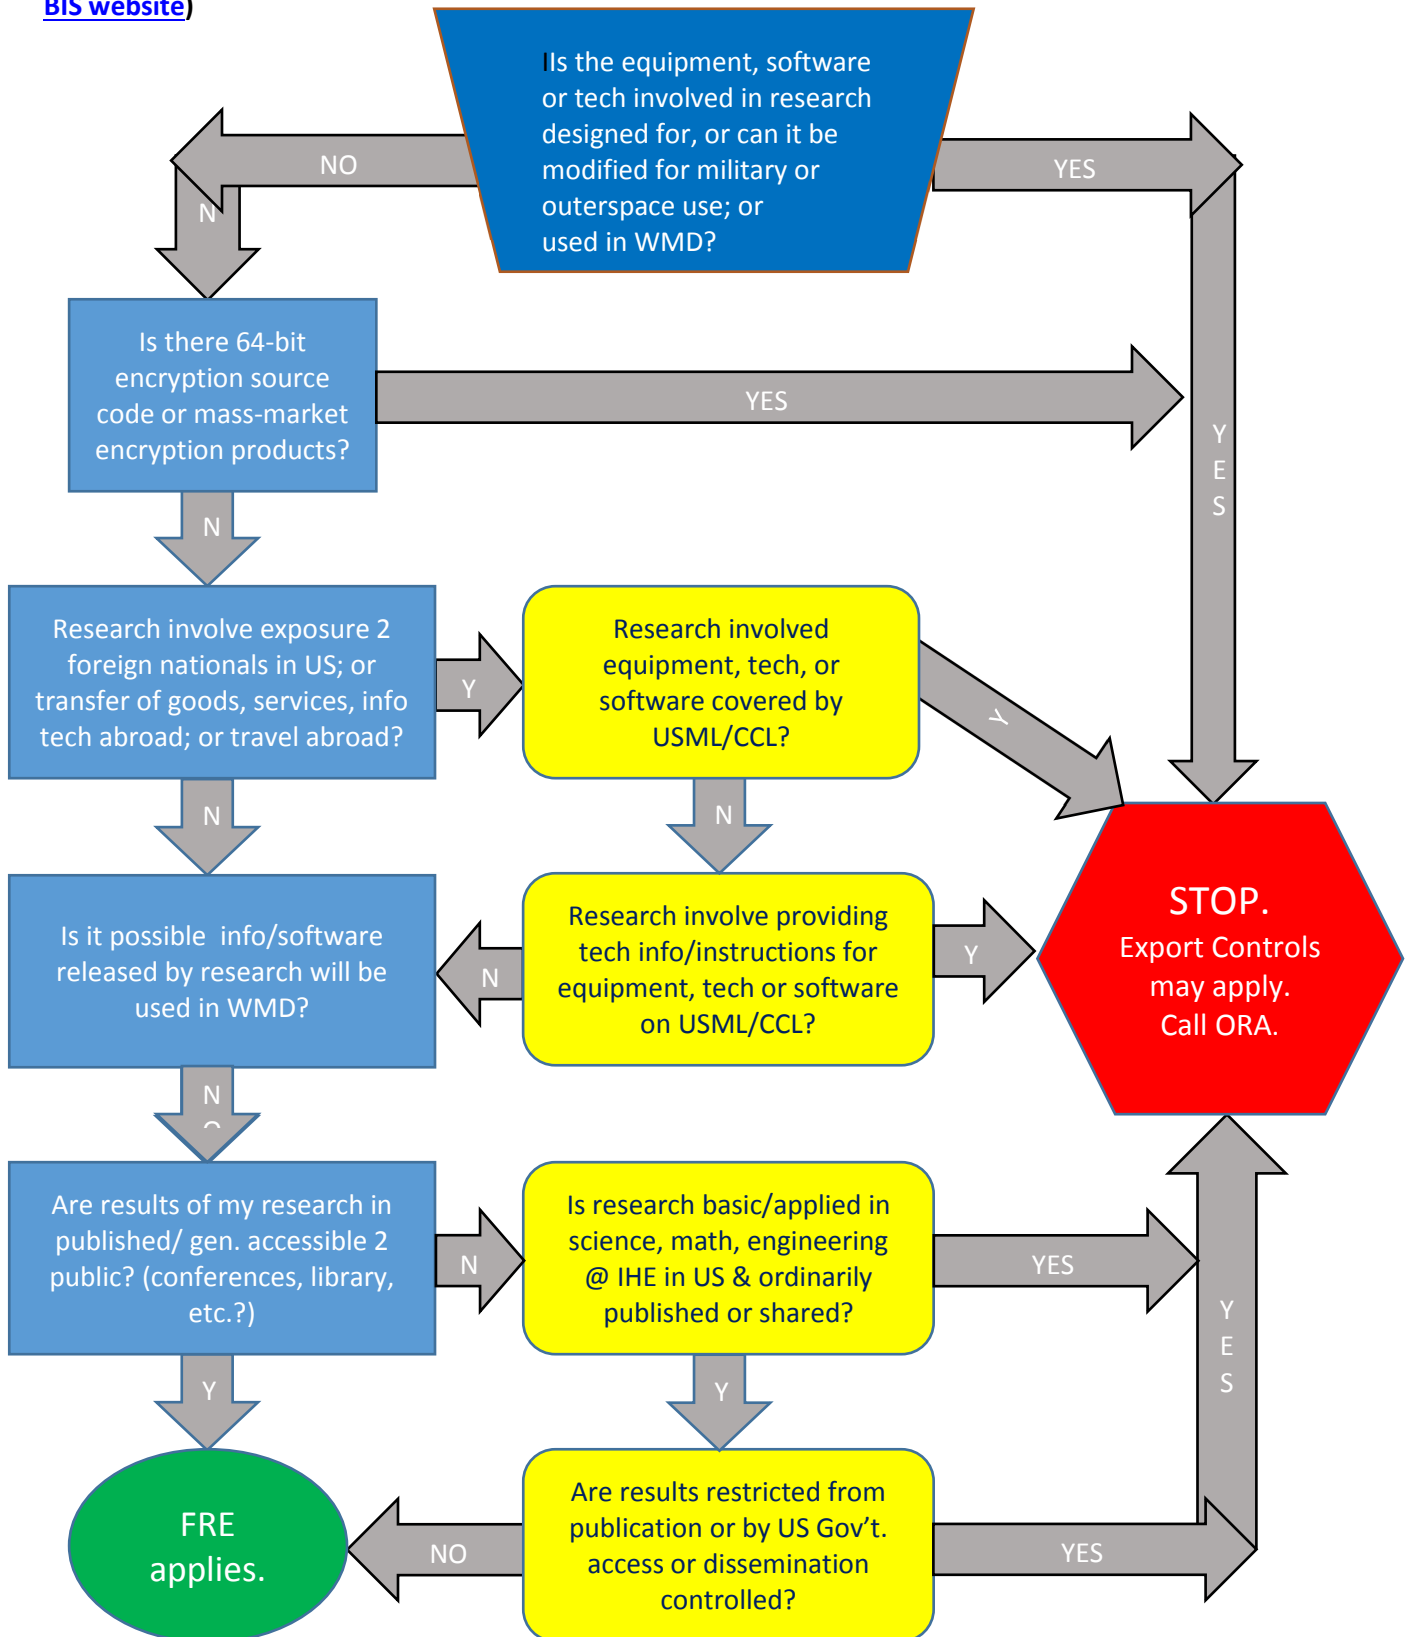 BIS website)
IIs the equipment, software
or tech involved in research
designed for, or can it be
modified for military or
outerspace use; or
used in WMD?
NO
YES
N
Is there 64-bit
encryption source
code or mass-market
encryption products?
YES
Y
E
S
N
Research involve exposure 2
foreign nationals in US; or
transfer of goods, services, info
tech abroad; or travel abroad?
Y
Research involved
equipment, tech, or
software covered by
USML/CCL?
Y
N
N
Is it possible  info/software
released by research will be
used in WMD?
N
Research involve providing
tech info/instructions for
equipment, tech or software
on USML/CCL?
Y
STOP.
Export Controls
may apply.
Call ORA.
N
O
Are results of my research in
published/ gen. accessible 2
public? (conferences, library,
etc.?)
N
Is research basic/applied in
science, math, engineering
@ IHE in US & ordinarily
published or shared?
YES
Y
E
S
Y
Y
FRE
applies.
NO
Are results restricted from
publication or by US Gov’t.
access or dissemination
controlled?
YES